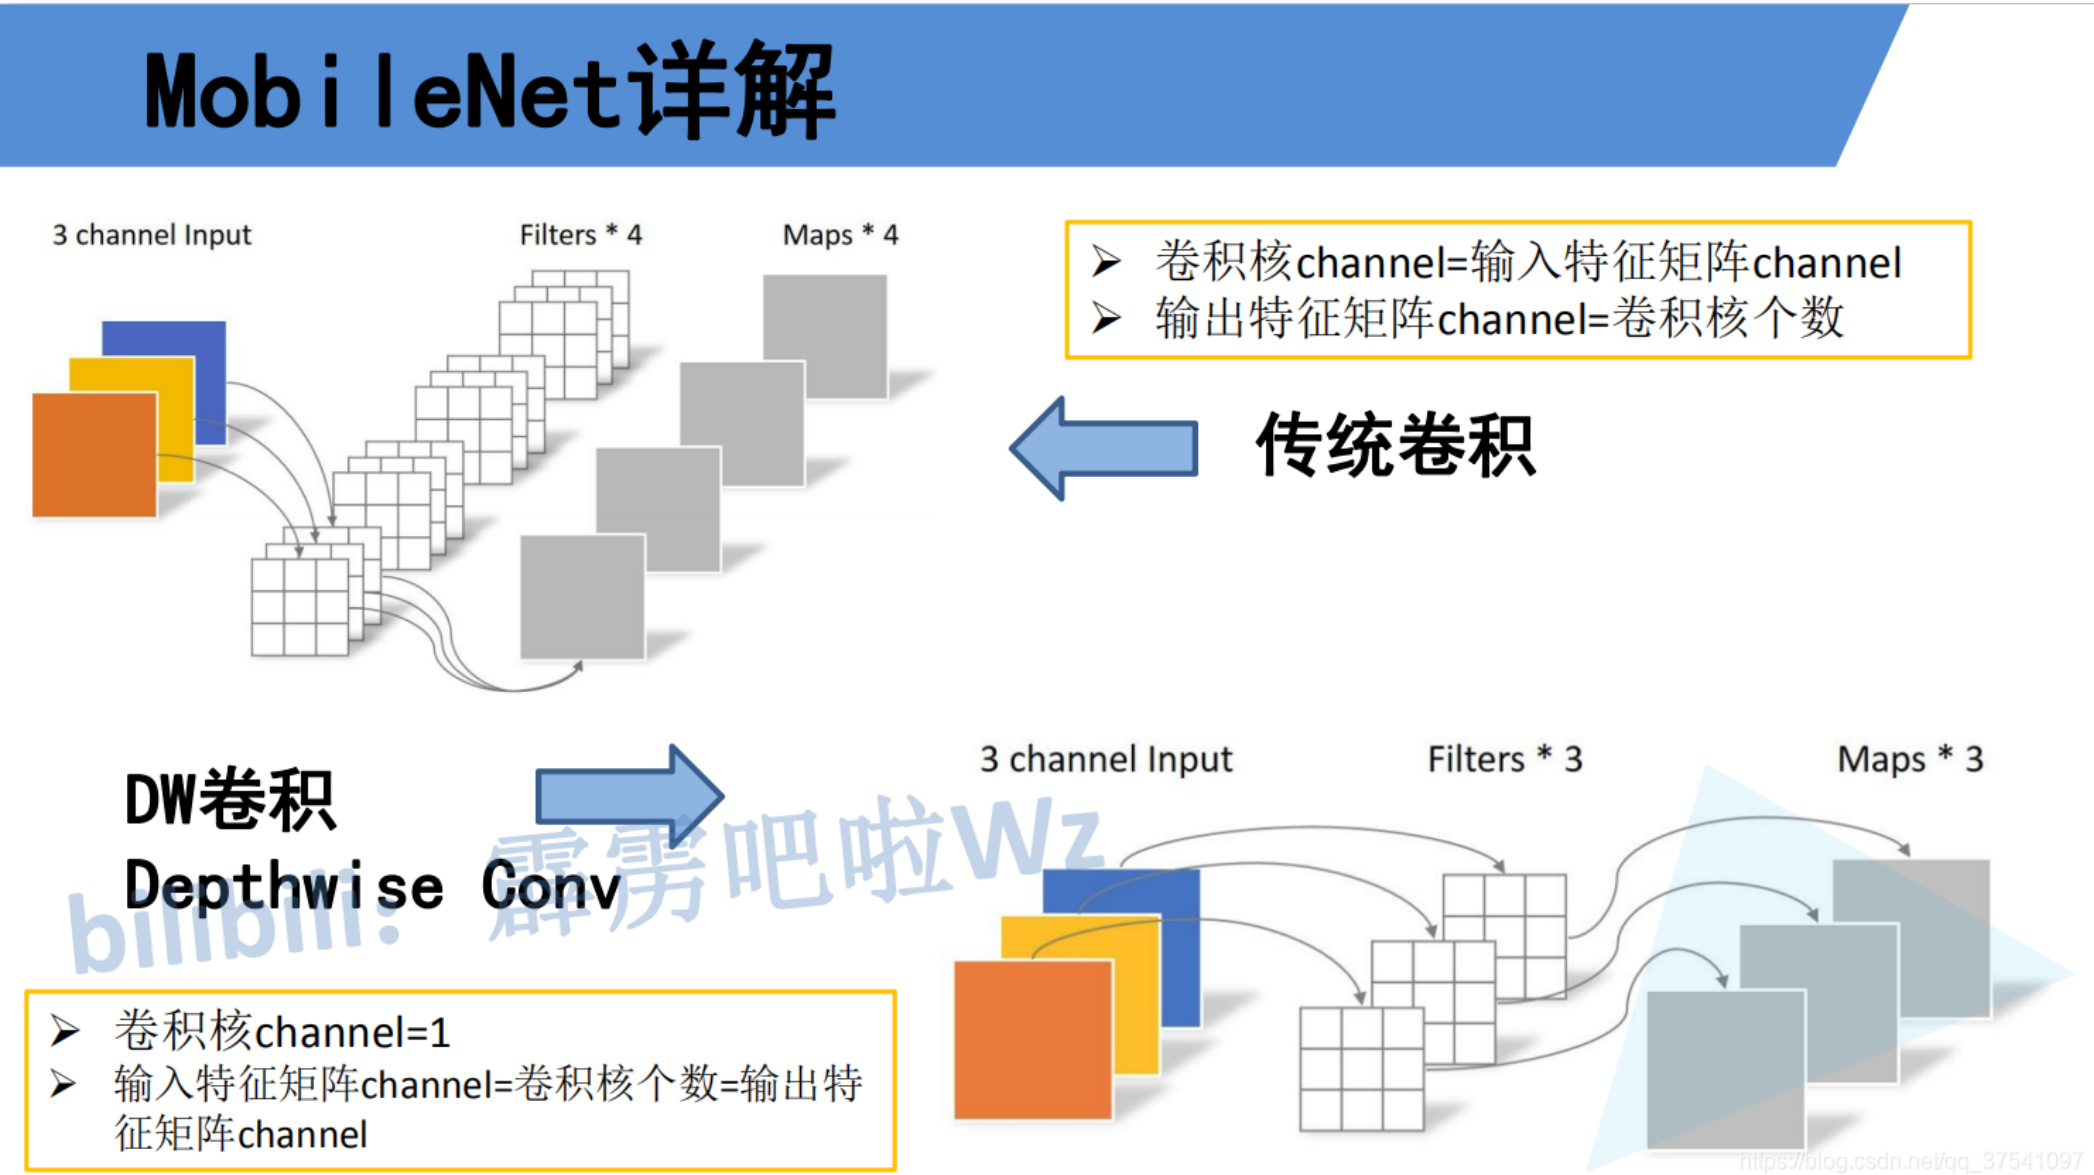 MobileNet详解
3 channel Input
Filters * 4
Maps * 4
➢ 卷积核channel=输入特征矩阵channel
➢ 输出特征矩阵channel=卷积核个数
传统卷积
DW卷积
Depthwise Conv
3 channel Input
Filters * 3
Maps * 3
bilibili：霹雳吧啦Wz
➢ 卷积核channel=1
➢ 输入特征矩阵channel=卷积核个数=输出特
征矩阵channel
https://blog.csdn.net/qq_37541097